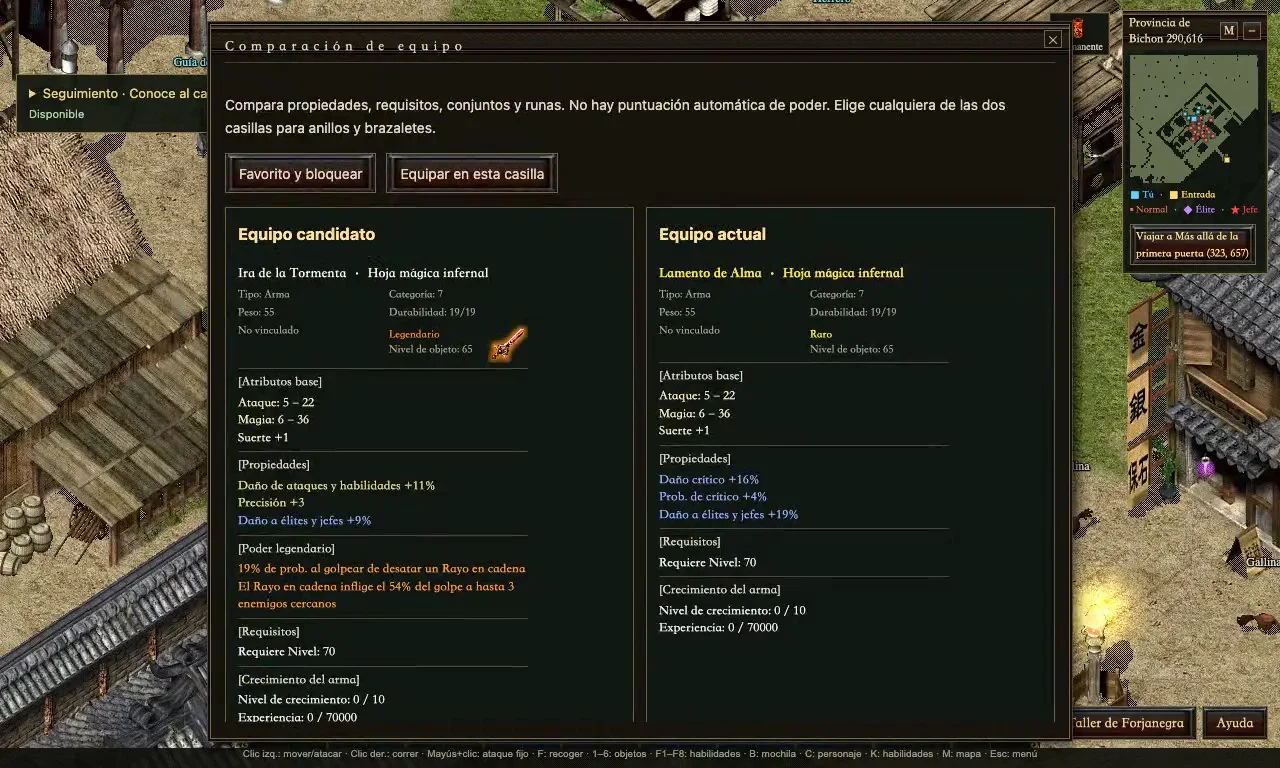 Comparación de equipo
Compara propiedades, requisitos, conjuntos y runas. No hay puntuación automática de poder. Elige cualquiera de las dos
casillas para anillos y brazaletes.
Favorito y bloquear
Equipar en esta casilla
Equipo candidato
Ira de la Tormenta · Hoja mágica infernal
Tipo: Arma
Categoría: 7
Peso: 55
Durabilidad: 19/19
No vinculado
Legendario
Nivel de objeto: 65
[Atributos base]
Ataque: 5 – 22
Magia: 6 – 36
Suerte +1
[Propiedades]
Daño de ataques y habilidades +11%
Precisión +3
Daño a élites y jefes +9%
[Poder legendario]
19% de prob. al golpear de desatar un Rayo en cadena
El Rayo en cadena inflige el 54% del golpe a hasta 3
enemigos cercanos
[Requisitos]
Requiere Nivel: 70
[Crecimiento del arma]
Nivel de crecimiento: 0 / 10
Experiencia: 0 / 70000
Equipo actual
Lamento de Alma · Hoja mágica infernal
Tipo: Arma
Categoría: 7
Peso: 55
Durabilidad: 19/19
No vinculado
Raro
Nivel de objeto: 65
[Atributos base]
Ataque: 5 – 22
Magia: 6 – 36
Suerte +1
[Propiedades]
Daño crítico +16%
Prob. de crítico +4%
Daño a élites y jefes +19%
[Requisitos]
Requiere Nivel: 70
[Crecimiento del arma]
Nivel de crecimiento: 0 / 10
Experiencia: 0 / 70000
Guía d
▶ Seguimiento · Conoce al ca
Disponible
anente
Provincia de
Bichon 290,616
M
Tú · Entrada
Normal · Élite · Jefe
Viajar a Más allá de la
primera puerta (323, 657)
金
銀
lina
Gallina
Taller de Forjanegra
Ayuda
Clic izq.: mover/atacar · Clic der.: correr · Mayús+clic: ataque fijo · F: recoger · 1–6: objetos · F1–F8: habilidades · B: mochila · C: personaje · K: habilidades · M: mapa · Esc: menú